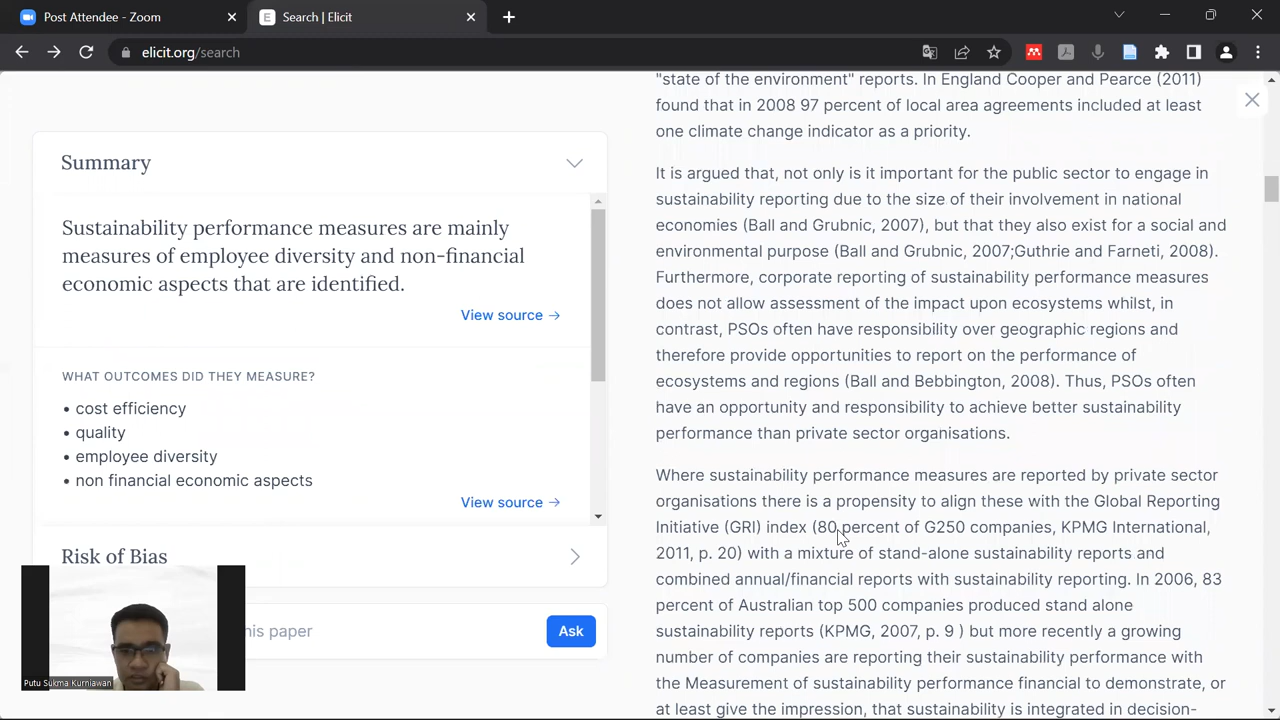 Post Attendee - Zoom
Search | Elicit
elicit.org/search
Summary
Sustainability performance measures are mainly
measures of employee diversity and non-financial
economic aspects that are identified.
View source →
WHAT OUTCOMES DID THEY MEASURE?
• cost efficiency
• quality
• employee diversity
• non financial economic aspects
View source →
Risk of Bias
his paper
Ask
Putu Sukma Kurniawan
"state of the environment" reports. In England Cooper and Pearce (2011)
found that in 2008 97 percent of local area agreements included at least
one climate change indicator as a priority.
It is argued that, not only is it important for the public sector to engage in
sustainability reporting due to the size of their involvement in national
economies (Ball and Grubnic, 2007), but that they also exist for a social and
environmental purpose (Ball and Grubnic, 2007;Guthrie and Farneti, 2008).
Furthermore, corporate reporting of sustainability performance measures
does not allow assessment of the impact upon ecosystems whilst, in
contrast, PSOs often have responsibility over geographic regions and
therefore provide opportunities to report on the performance of
ecosystems and regions (Ball and Bebbington, 2008). Thus, PSOs often
have an opportunity and responsibility to achieve better sustainability
performance than private sector organisations.
Where sustainability performance measures are reported by private sector
organisations there is a propensity to align these with the Global Reporting
Initiative (GRI) index (80 percent of G250 companies, KPMG International,
2011, p. 20) with a mixture of stand-alone sustainability reports and
combined annual/financial reports with sustainability reporting. In 2006, 83
percent of Australian top 500 companies produced stand alone
sustainability reports (KPMG, 2007, p. 9 ) but more recently a growing
number of companies are reporting their sustainability performance with
the Measurement of sustainability performance financial to demonstrate, or
at least give the impression, that sustainability is integrated in decision-